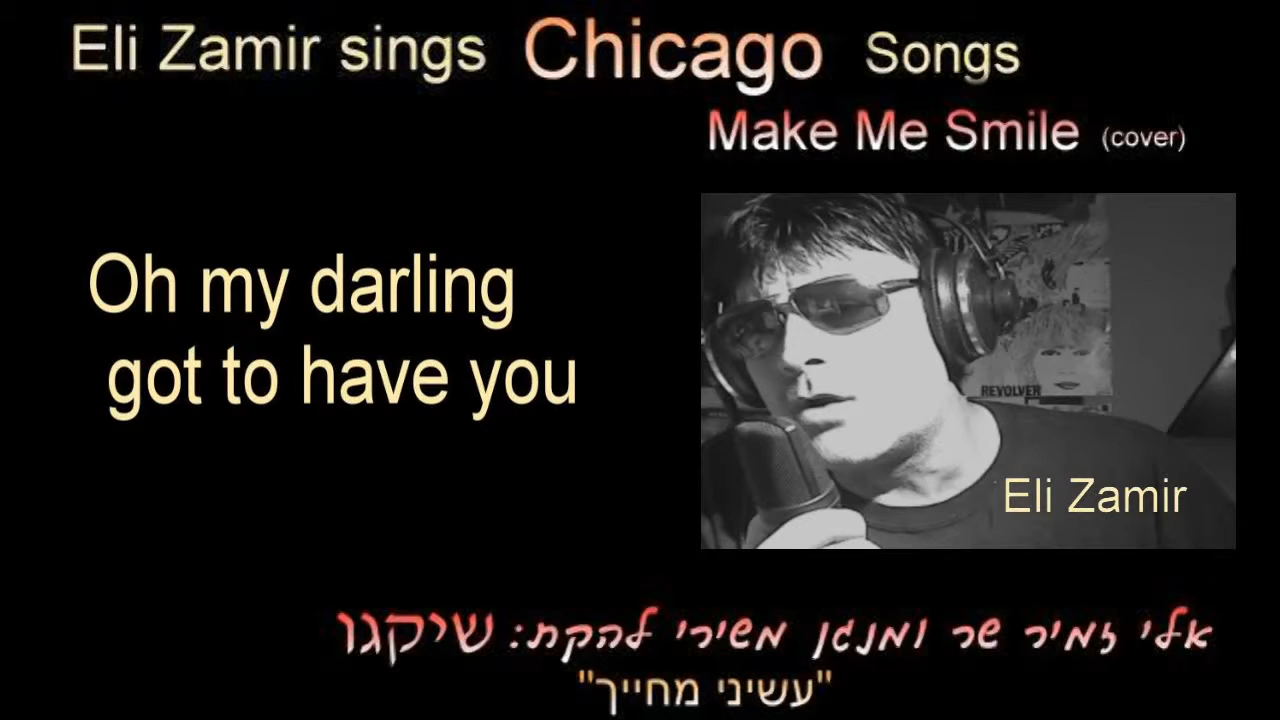 Eli Zamir sings Chicago Songs
Make Me Smile (cover)
Oh my darling
got to have you
REVOLVER
Eli Zamir
אלי זמיר שר ומנגן משירי להקת: שיקגו
"עשיני מחייך"